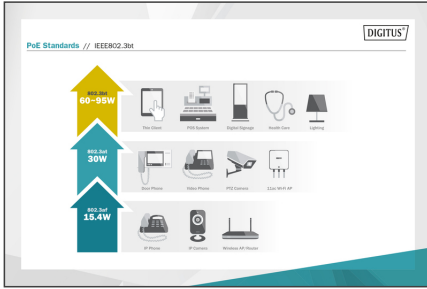 DIGITUS®
PoE Standards // IEEE802.3bt
802.3bt
60~95W
Thin Client
POS System
Digital Signage
Health Care
Lighting
802.3at
30W
Door Phone
Video Phone
PTZ Camera
11ac Wi-Fi AP
802.3af
15.4W
IP Phone
IP Camera
Wireless AP/ Router